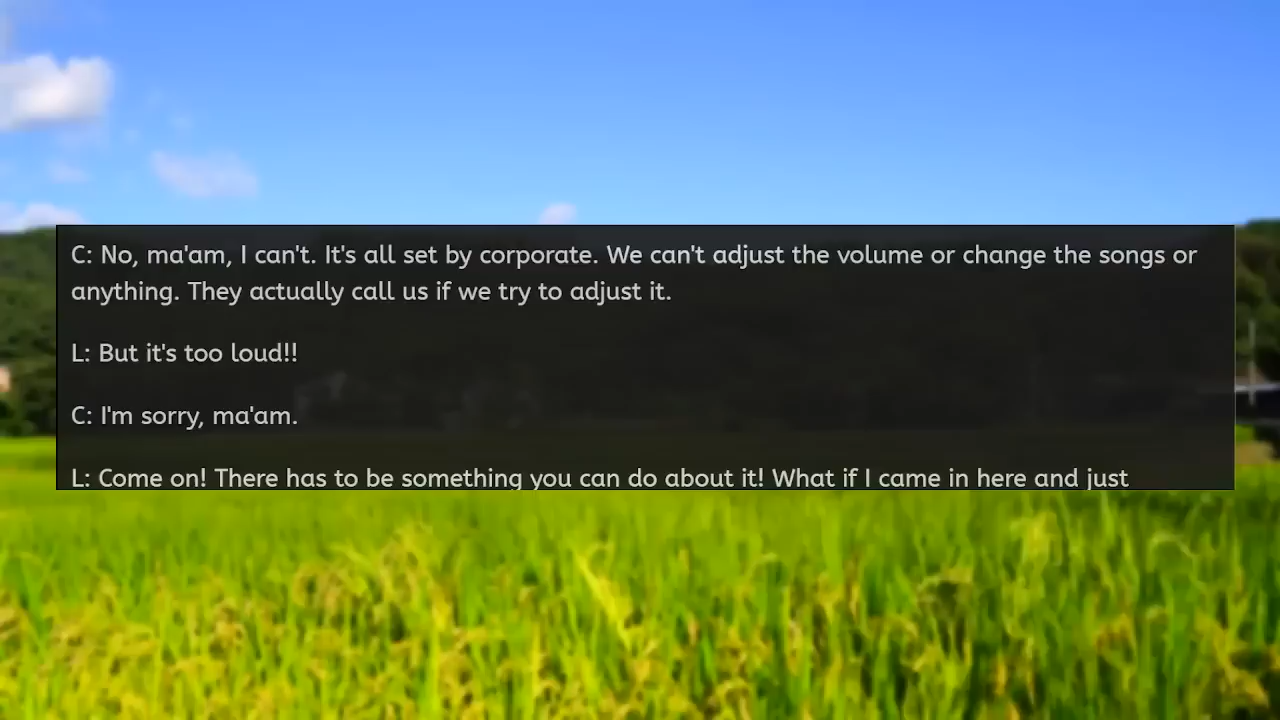 C: No, ma'am, I can't. It's all set by corporate. We can't adjust the volume or change the songs or
anything. They actually call us if we try to adjust it.
L: But it's too loud!!
C: I'm sorry, ma'am.
L: Come on! There has to be something you can do about it! What if I came in here and just